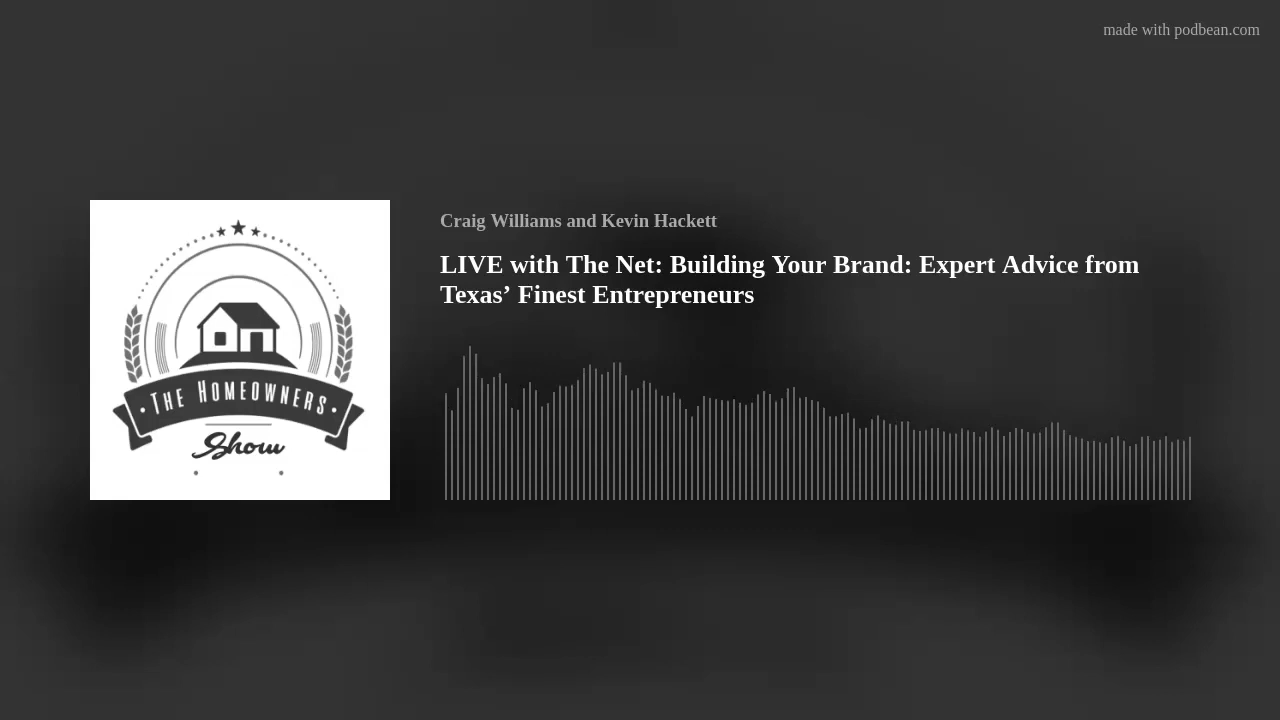 made with podbean.com
Craig Williams and Kevin Hackett
LIVE with The Net: Building Your Brand: Expert Advice from
Texas’ Finest Entrepreneurs
THE HOMEOWNERS
Show